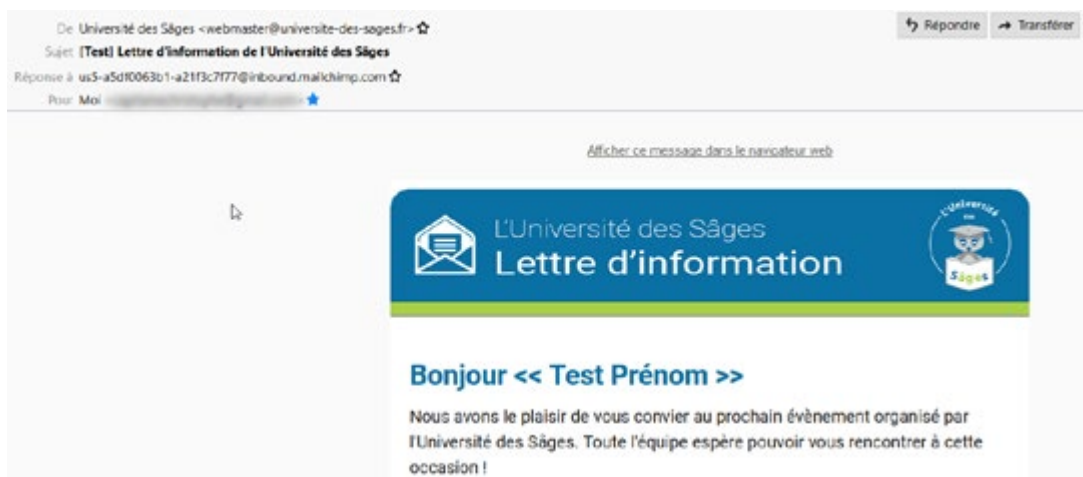 De Université des Sâges <webmaster@universite-des-sages.fr>
Répondre Transférer
Sujet [Test] Lettre d'information de l'Université des Sâges
Réponse à @inbound.mailchimp.com
Pour Moi
Afficher ce message dans le navigateur web
L'Université des Sâges
Lettre d'information
L'Université
des
Sâges
Bonjour << Test Prénom >>
Nous avons le plaisir de vous convier au prochain évènement organisé par
l'Université des Sâges. Toute l'équipe espère pouvoir vous rencontrer à cette
occasion !